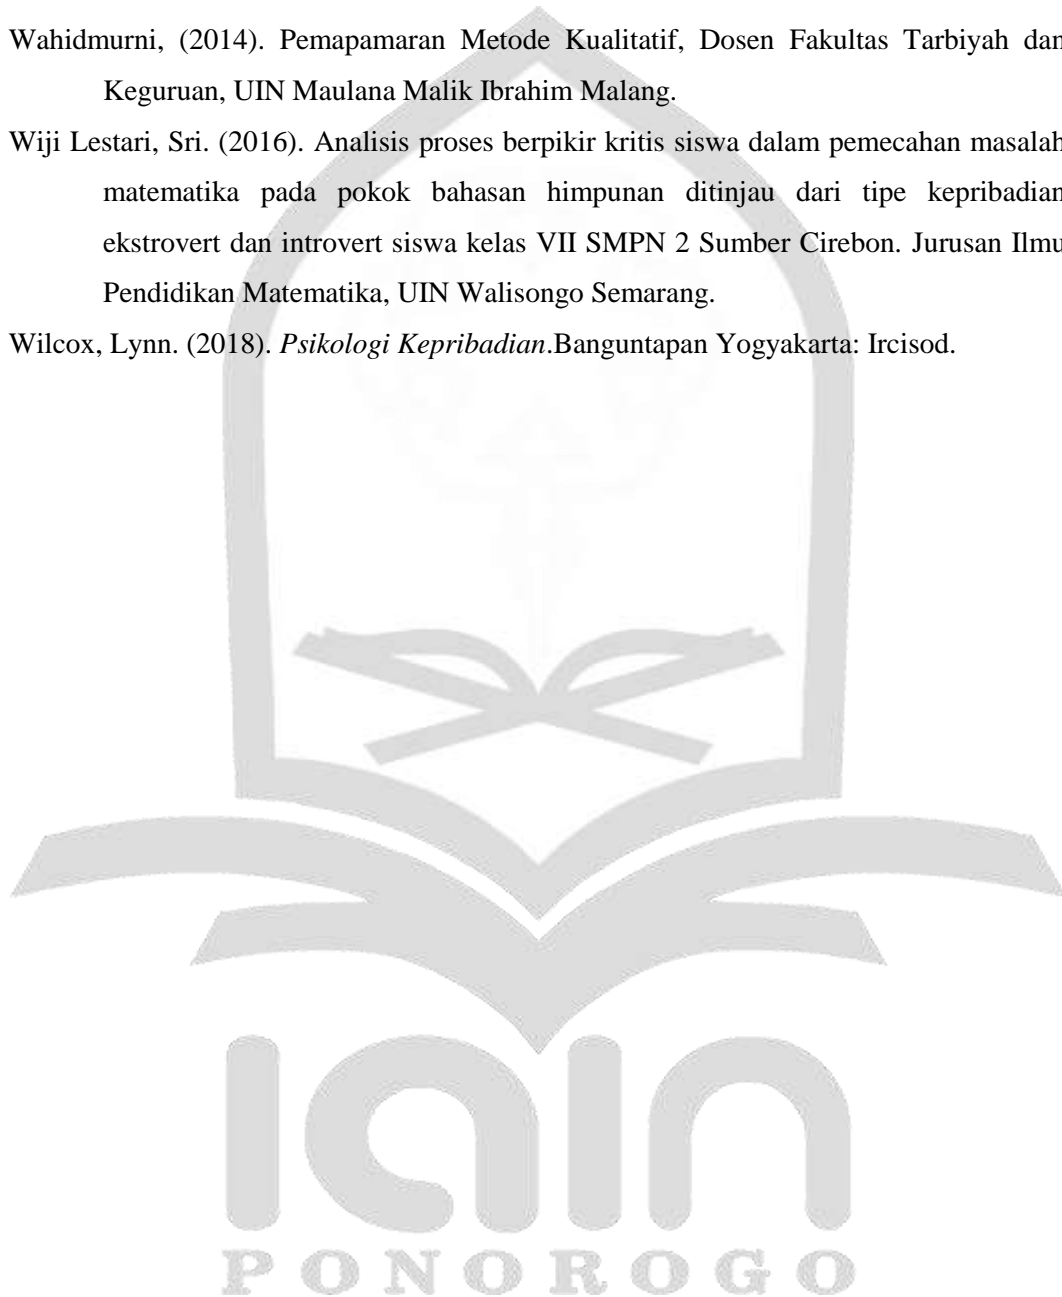 Wahidmurni, (2014). Pemapamaran Metode Kualitatif, Dosen Fakultas Tarbiyah dan
Keguruan, UIN Maulana Malik Ibrahim Malang.
Wiji Lestari, Sri. (2016). Analisis proses berpikir kritis siswa dalam pemecahan masalah
matematika pada pokok bahasan himpunan ditinjau dari tipe kepribadian
ekstrovert dan introvert siswa kelas VII SMPN 2 Sumber Cirebon. Jurusan Ilmu
Pendidikan Matematika, UIN Walisongo Semarang.
Wilcox, Lynn. (2018). Psikologi Kepribadian.Banguntapan Yogyakarta: Ircisod.
iain
PONOROGO